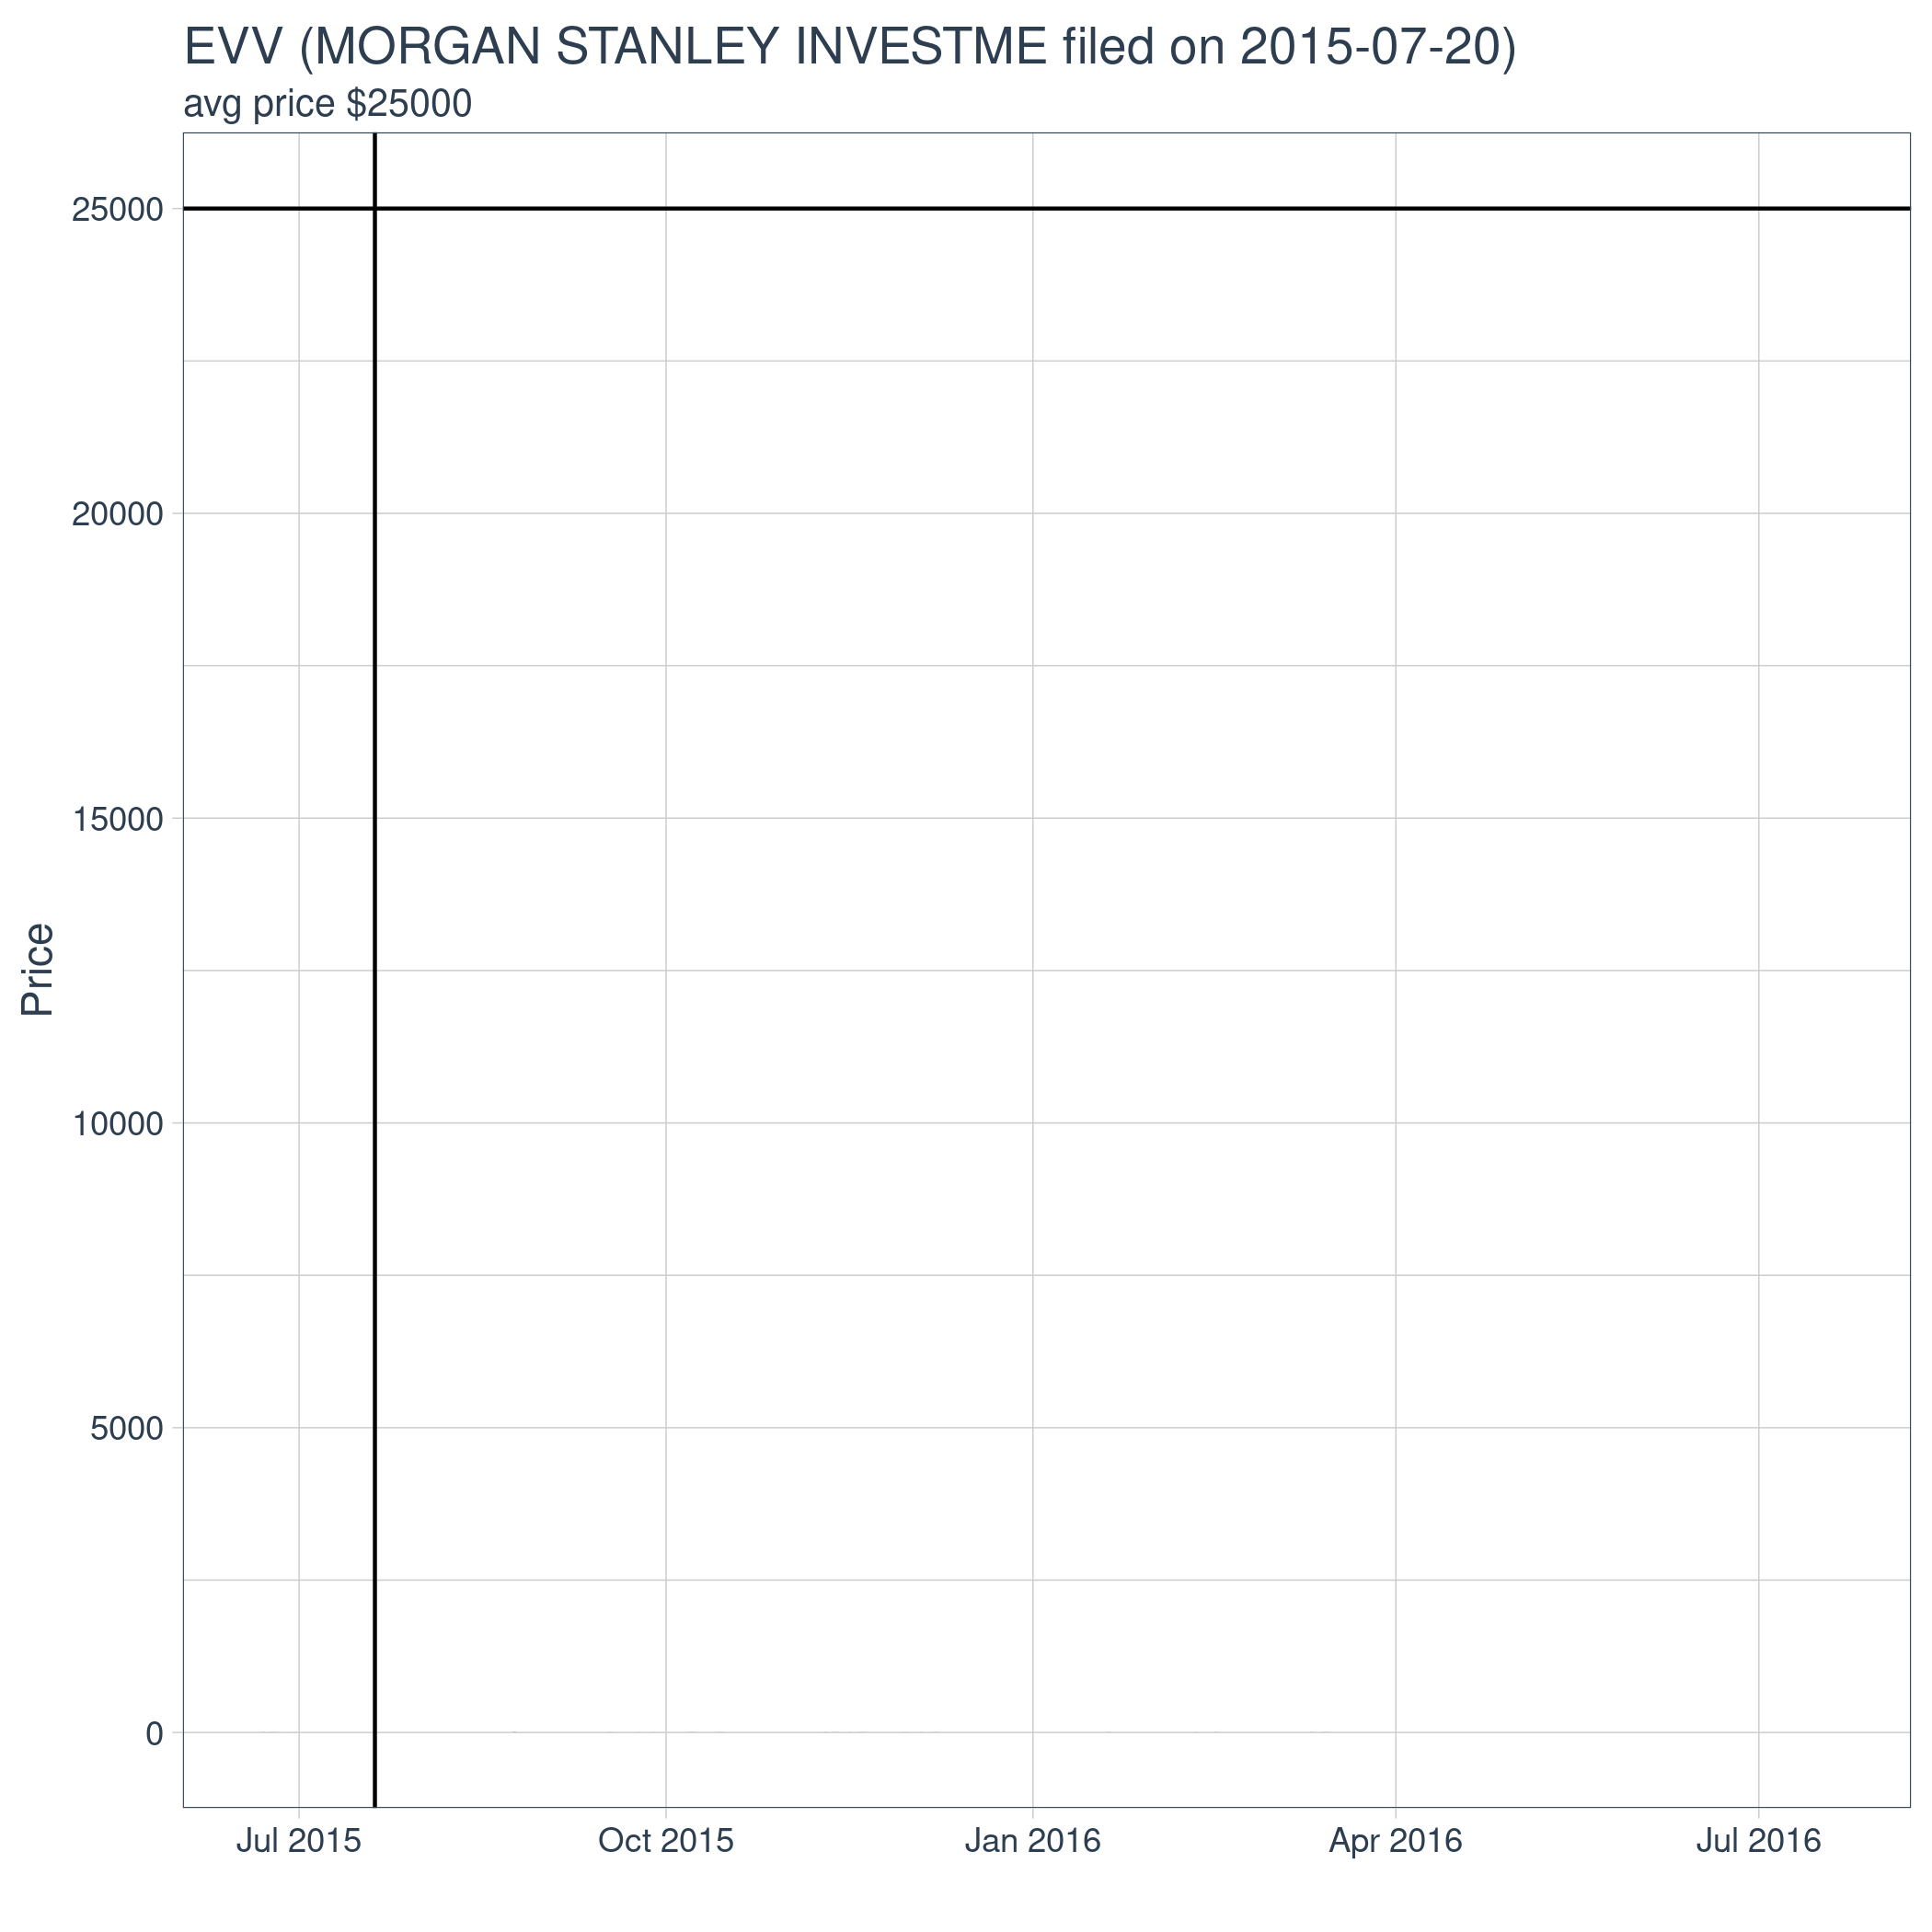 EVV (MORGAN STANLEY INVESTME filed on 2015-07-20)
avg price $25000
25000
20000
15000
Price
10000
5000
0
Jul 2015 Oct 2015 Jan 2016 Apr 2016 Jul 2016